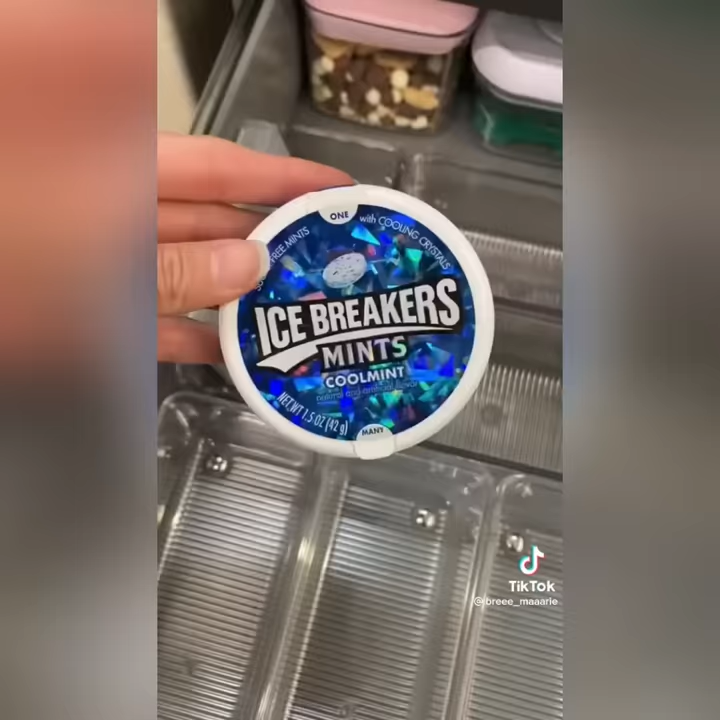 ONE
SUGAR FREE MINTS
with COOLING CRYSTALS
ICE BREAKERS
MINTS
COOLMINT
natural and artificial flavor
NET WT 1.5 OZ (42 g)
MANY
TikTok
@breee_maaarie